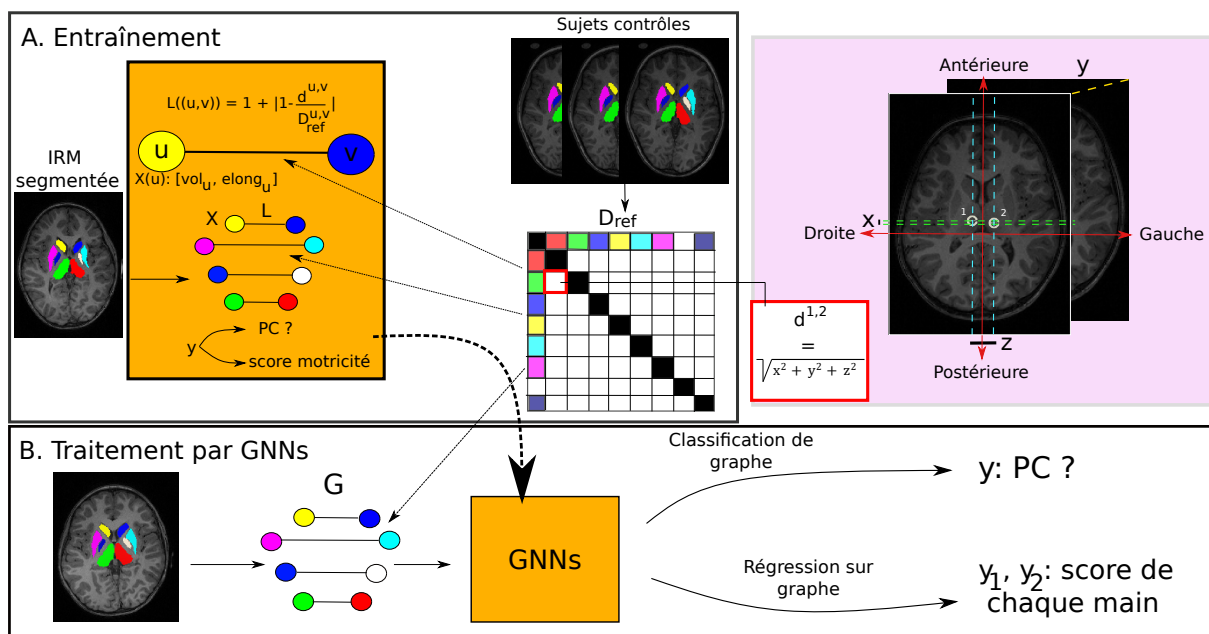 A. Entraînement
Sujets contrôles
L((u,v)) = 1 + |1- d^{u,v} / D_{ref}^{u,v} |
u
v
X(u): [vol_u, elong_u]
IRM
segmentée
X
L
y
PC ?
score motricité
D_ref
d^{1,2}
=
√x² + y² + z²
Antérieure
y
1
2
x
Droite
Gauche
z
Postérieure
B. Traitement par GNNs
G
GNNs
Classification de
graphe
y: PC ?
Régression sur
graphe
y_1, y_2: score de
chaque main